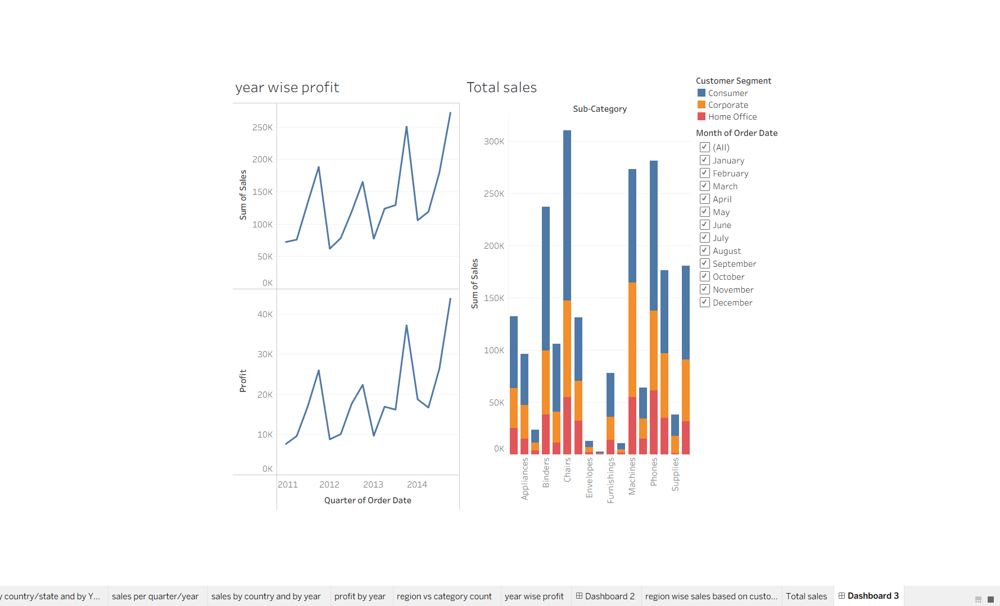 year wise profit
Sum of Sales
250K
200K
150K
100K
50K
0K
Profit
40K
30K
20K
10K
0K
2011 2012 2013 2014
Quarter of Order Date
Total sales
Sub-Category
Sum of Sales
300K
250K
200K
150K
100K
50K
0K
Appliances
Binders
Chairs
Envelopes
Furnishings
Machines
Phones
Supplies
Customer Segment
Consumer
Corporate
Home Office
Month of Order Date
(All)
January
February
March
April
May
June
July
August
September
October
November
December
y country/state and by Y... sales per quarter/year sales by country and by year profit by year region vs category count year wise profit Dashboard 2 region wise sales based on custo... Total sales Dashboard 3